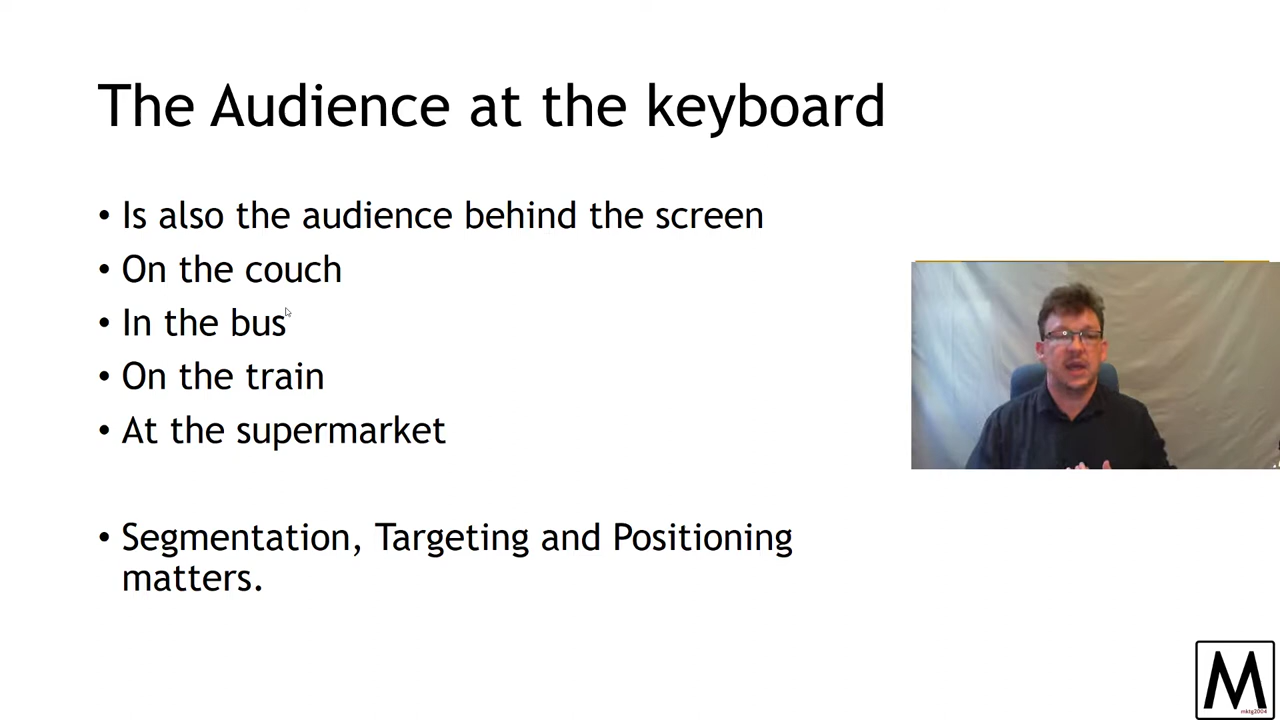 The Audience at the keyboard
• Is also the audience behind the screen
• On the couch
• In the bus
• On the train
• At the supermarket
• Segmentation, Targeting and Positioning
matters.
M
mktg2004